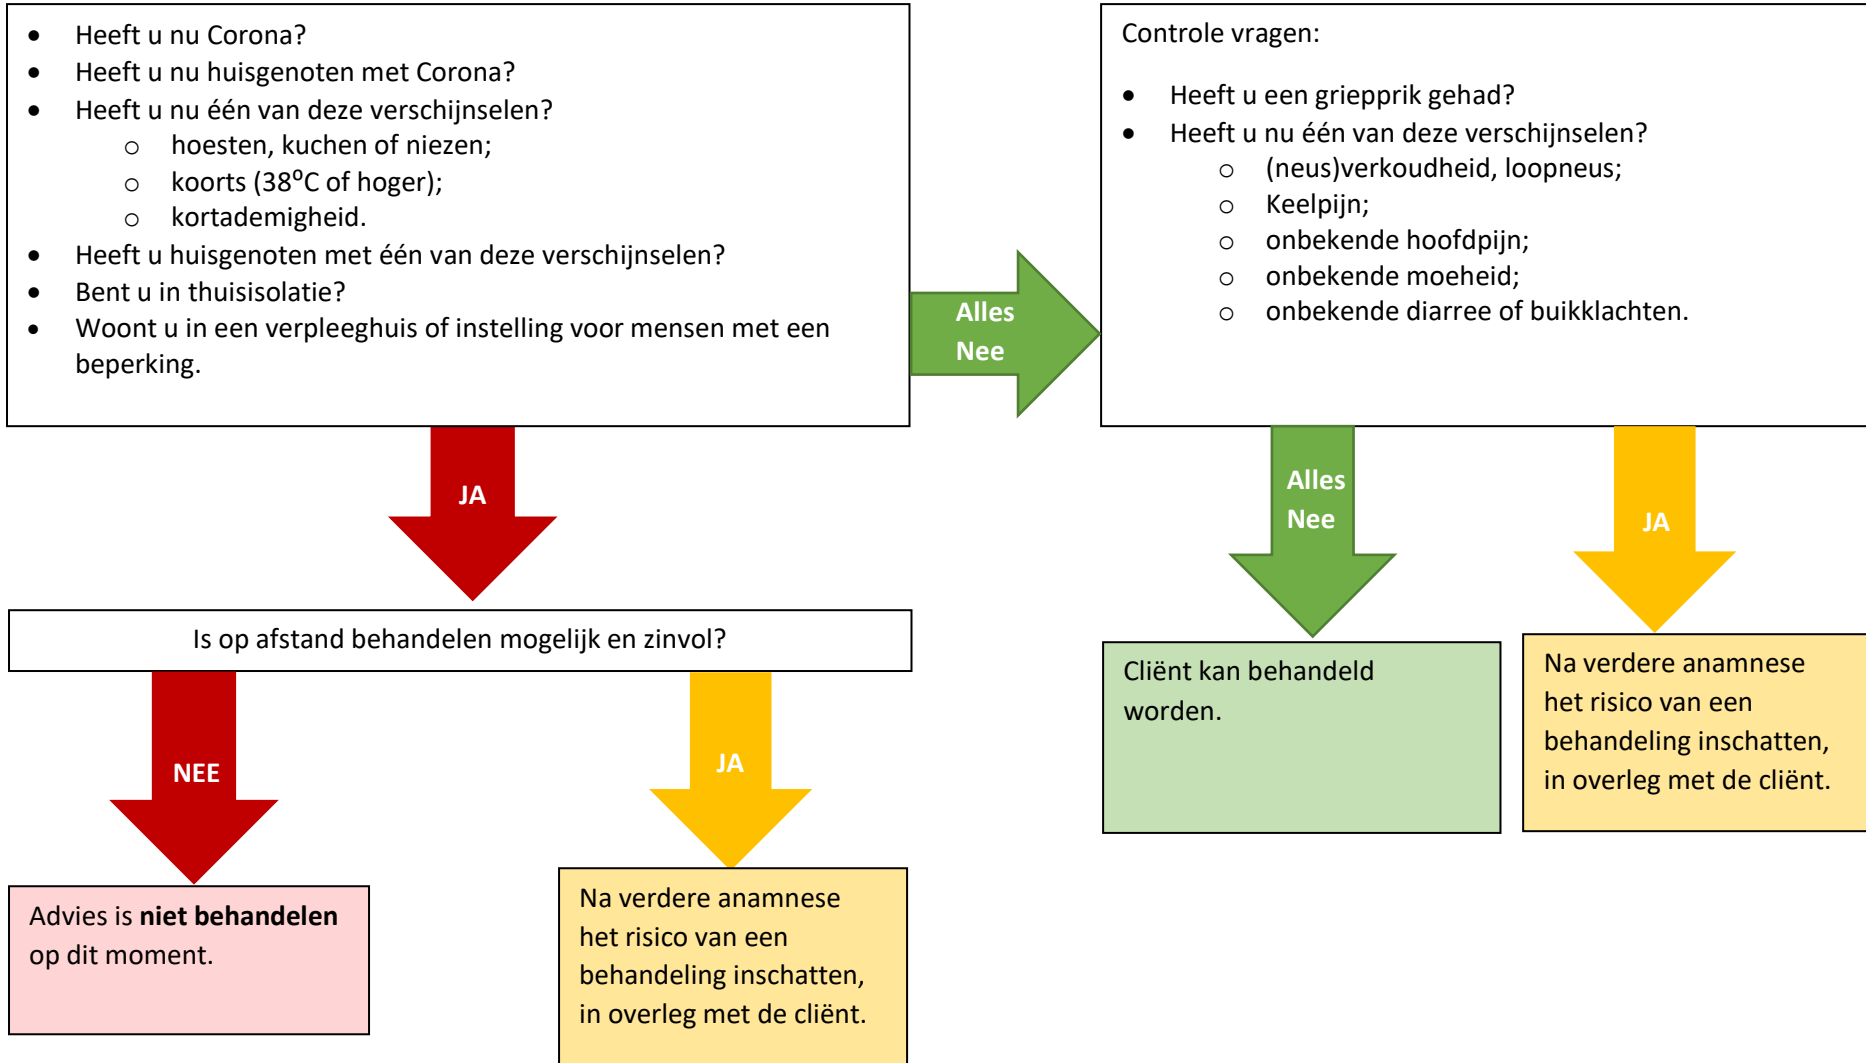 • Heeft u nu Corona?
• Heeft u nu huisgenoten met Corona?
• Heeft u nu één van deze verschijnselen?
o hoesten, kuchen of niezen;
o koorts (38⁰C of hoger);
o kortademigheid.
• Heeft u huisgenoten met één van deze verschijnselen?
• Bent u in thuisisolatie?
• Woont u in een verpleeghuis of instelling voor mensen met een
beperking.
Alles
Nee
Controle vragen:
• Heeft u een griepprik gehad?
• Heeft u nu één van deze verschijnselen?
o (neus)verkoudheid, loopneus;
o Keelpijn;
o onbekende hoofdpijn;
o onbekende moeheid;
o onbekende diarree of buikklachten.
JA
Alles
Nee
JA
Is op afstand behandelen mogelijk en zinvol?
NEE
JA
Cliënt kan behandeld
worden.
Na verdere anamnese
het risico van een
behandeling inschatten,
in overleg met de cliënt.
Advies is niet behandelen
op dit moment.
Na verdere anamnese
het risico van een
behandeling inschatten,
in overleg met de cliënt.